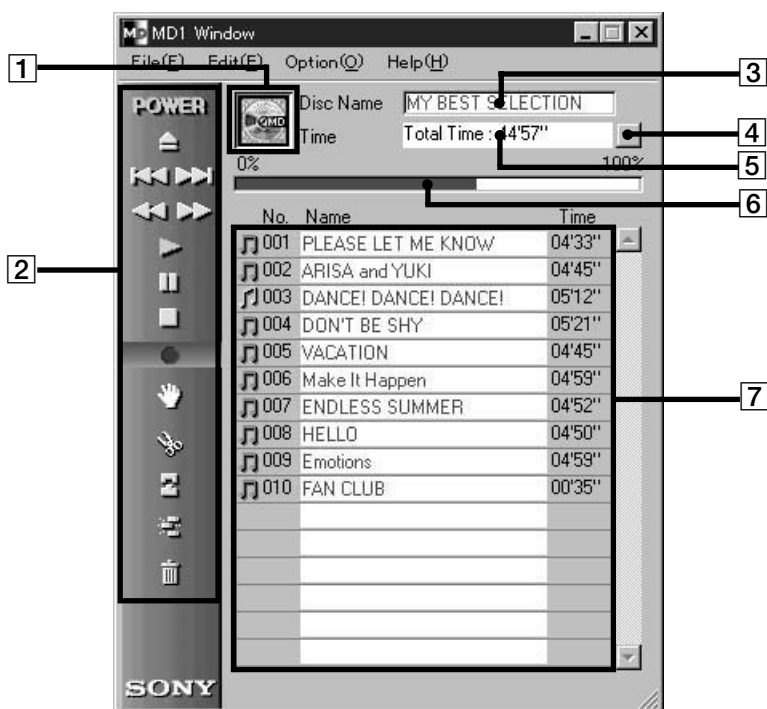 MD MD1 Window
File(F) Edit(E) Option(O) Help(H)
1
3
POWER
Disc Name MY BEST SELECTION
MD
Time Total Time : 44'57"
4
5
0% 100%
6
No. Name Time
001 PLEASE LET ME KNOW 04'33"
2
002 ARISA and YUKI 04'45"
003 DANCE! DANCE! DANCE! 05'12"
004 DON'T BE SHY 05'21"
005 VACATION 04'45"
006 Make It Happen 04'59"
7
007 ENDLESS SUMMER 04'52"
008 HELLO 04'50"
009 Emotions 04'59"
010 FAN CLUB 00'35"
SONY